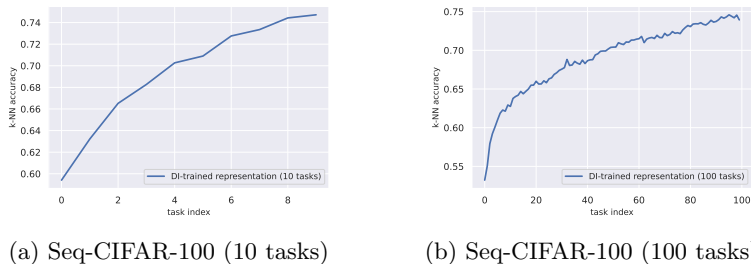 0.74
0.72
0.70
0.68
0.66
0.64
0.62
0.60
k-NN accuracy
DI-trained representation (10 tasks)
0 2 4 6 8
task index
(a) Seq-CIFAR-100 (10 tasks)
0.75
0.70
0.65
0.60
0.55
k-NN accuracy
DI-trained representation (100 tasks)
0 20 40 60 80 100
task index
(b) Seq-CIFAR-100 (100 tasks